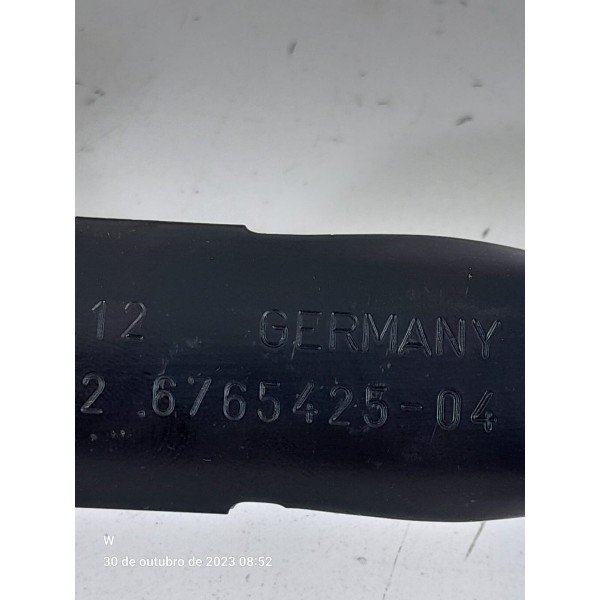 12 GERMANY
2 .6765425-04
W
30 de outubro de 2023 08:52